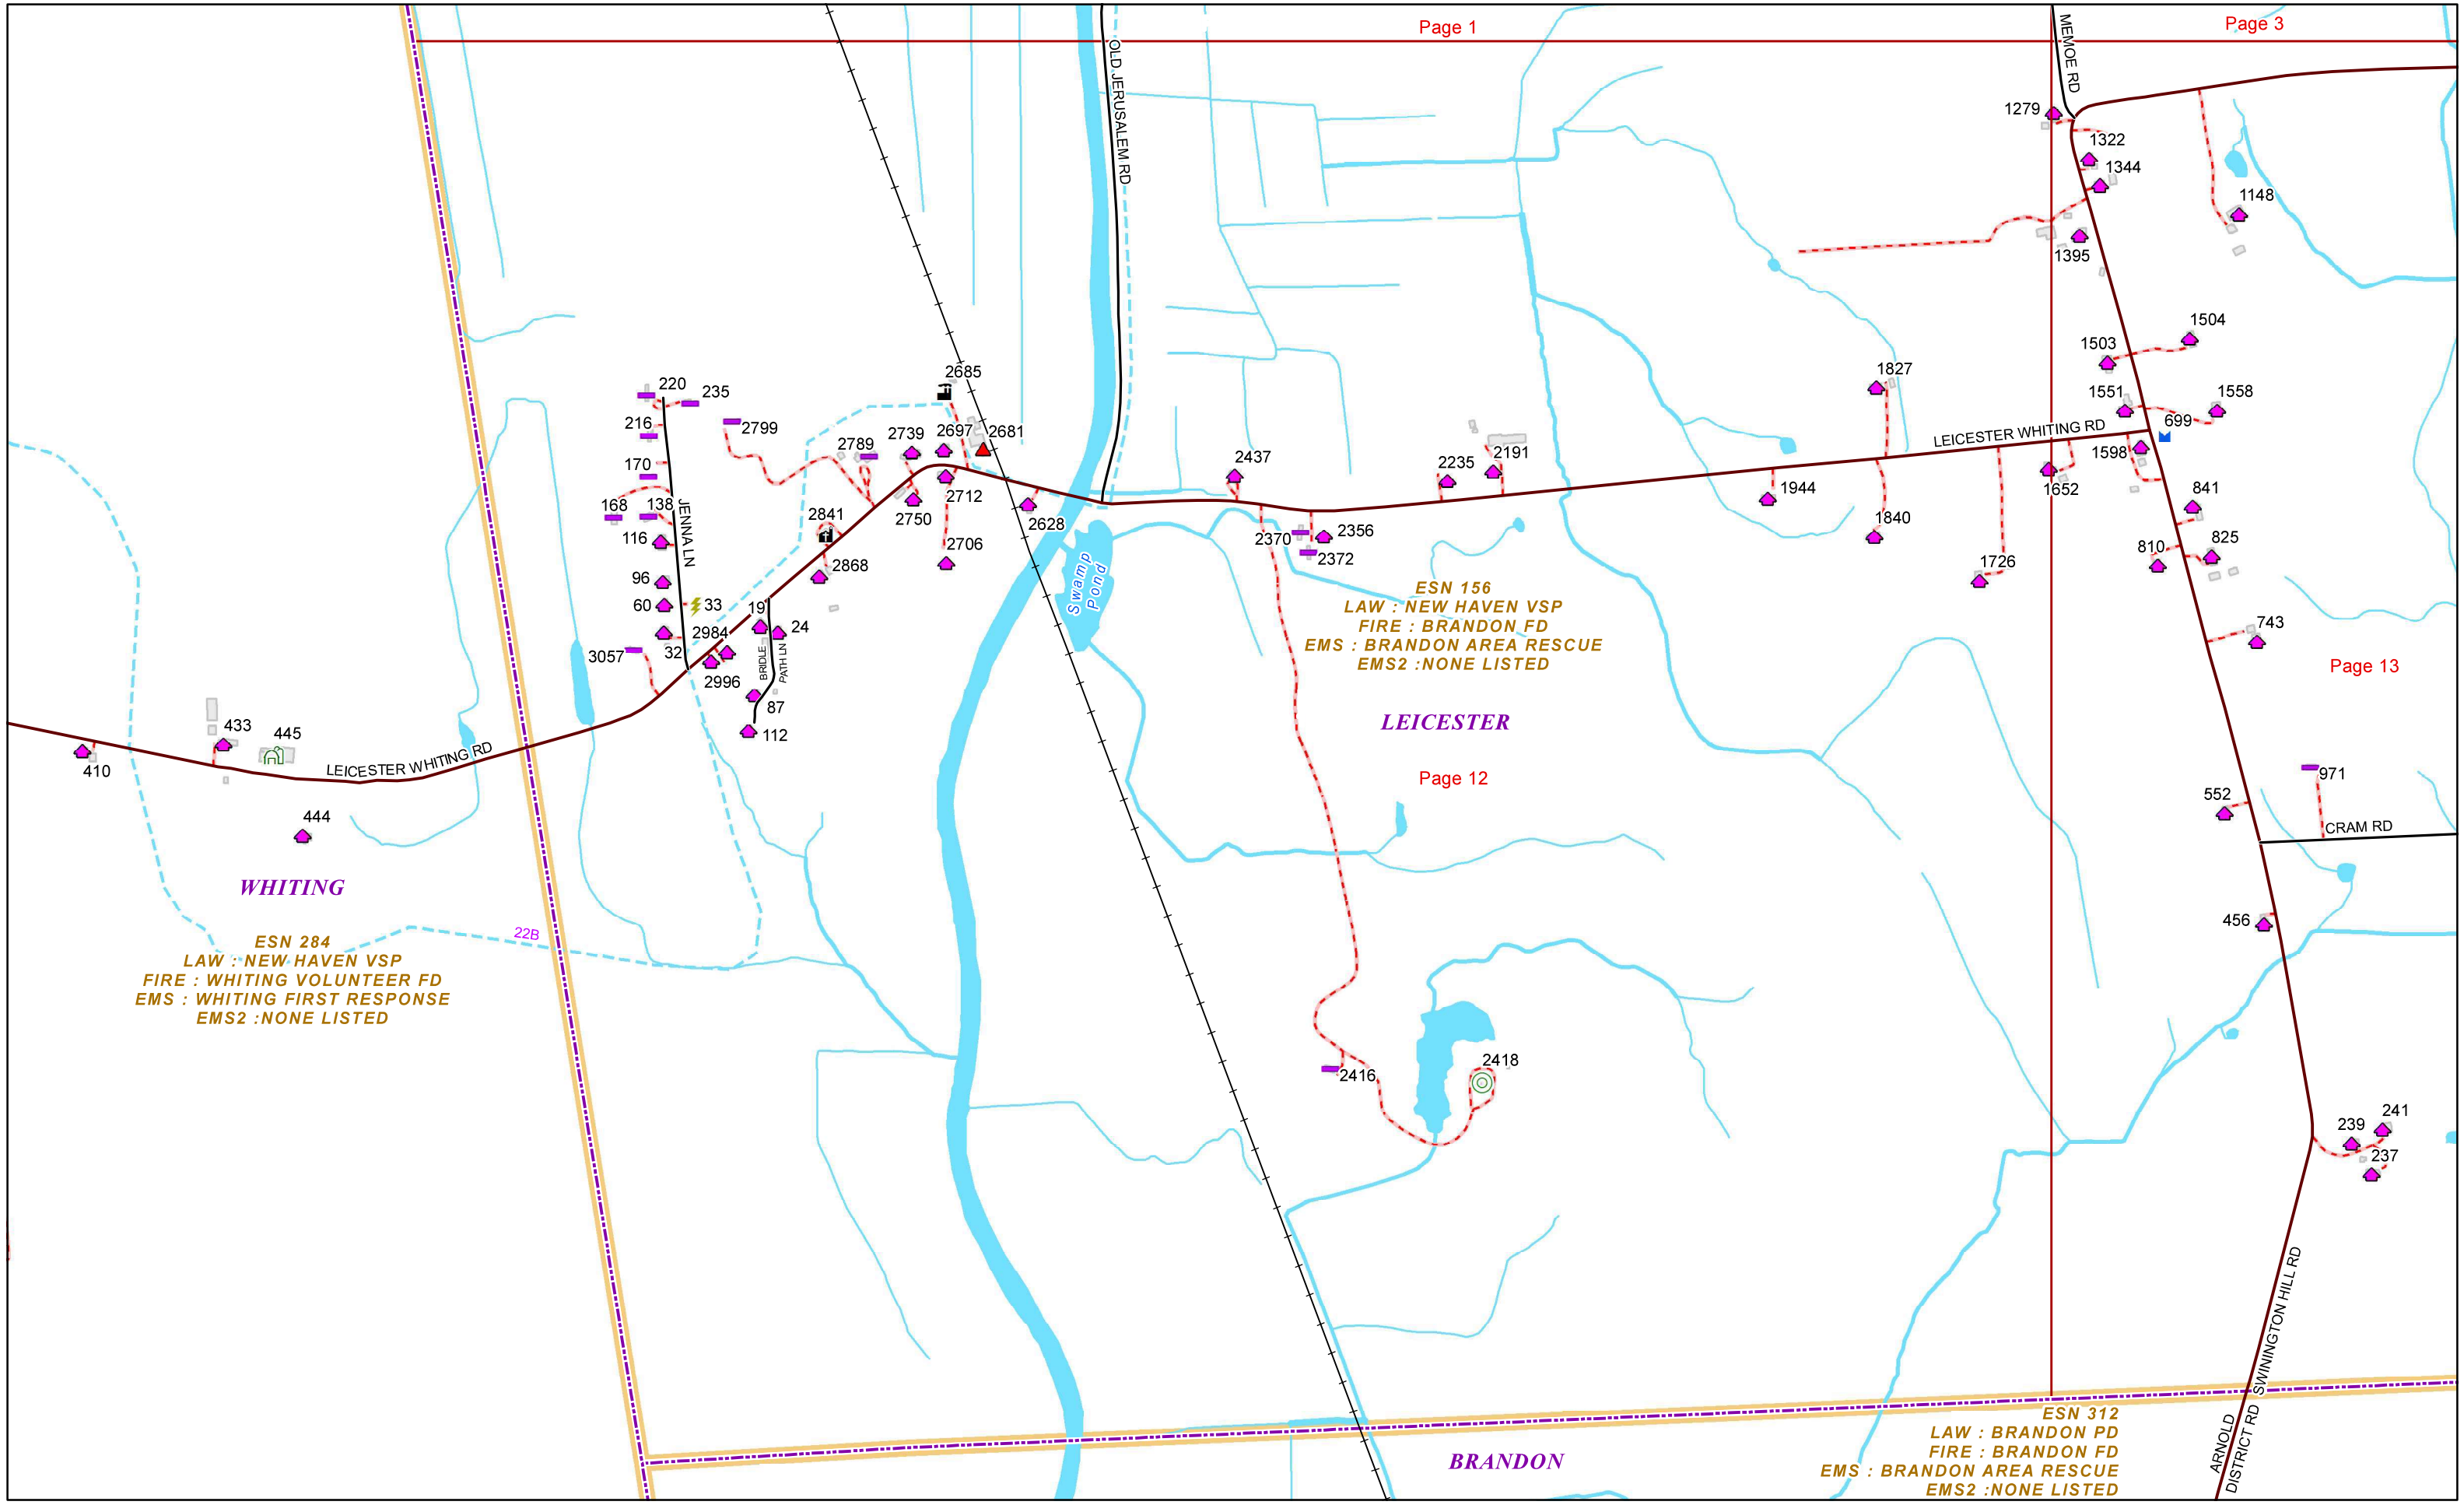 Page 1
Page 3
MEMOE RD
OLD JERUSALEM RD
1279
1322
1344
1148
1395
1504
1503
1827
1551
1558
699
LEICESTER WHITING RD
1598
2685
220
235
216
2799
2789
2739
2697
2681
2437
2235
2191
170
1652
168
138
2712
1944
841
2841
2750
2628
1840
116
JENNA LN
2706
2370
2356
2372
810
825
2868
1726
96
Swamp
Pond
60
33
19
ESN 156
LAW : NEW HAVEN VSP
FIRE : BRANDON FD
EMS : BRANDON AREA RESCUE
EMS2 :NONE LISTED
2984
24
743
32
3057
BRIDLE
PATH LN
2996
Page 13
87
112
LEICESTER
433
445
410
LEICESTER WHITING RD
Page 12
971
552
444
CRAM RD
WHITING
456
22B
ESN 284
LAW : NEW HAVEN VSP
FIRE : WHITING VOLUNTEER FD
EMS : WHITING FIRST RESPONSE
EMS2 :NONE LISTED
2418
2416
241
239
237
SWININGTON HILL RD
ARNOLD
DISTRICT RD
BRANDON
ESN 312
LAW : BRANDON PD
FIRE : BRANDON FD
EMS : BRANDON AREA RESCUE
EMS2 :NONE LISTED